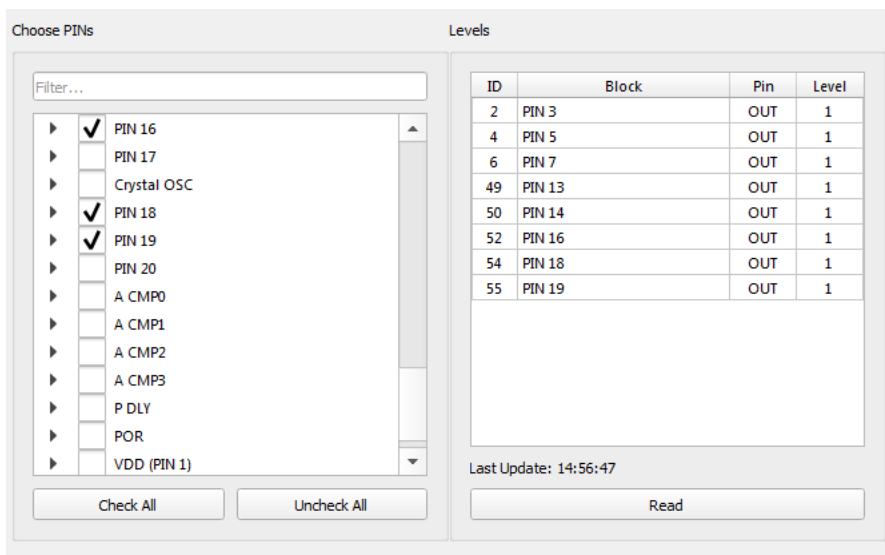 Choose PINs
Filter...
PIN 16
PIN 17
Crystal OSC
PIN 18
PIN 19
PIN 20
A CMP0
A CMP1
A CMP2
A CMP3
P DLY
POR
VDD (PIN 1)
Check All
Uncheck All
Levels
ID Block Pin Level
2 PIN 3 OUT 1
4 PIN 5 OUT 1
6 PIN 7 OUT 1
49 PIN 13 OUT 1
50 PIN 14 OUT 1
52 PIN 16 OUT 1
54 PIN 18 OUT 1
55 PIN 19 OUT 1
Last Update: 14:56:47
Read